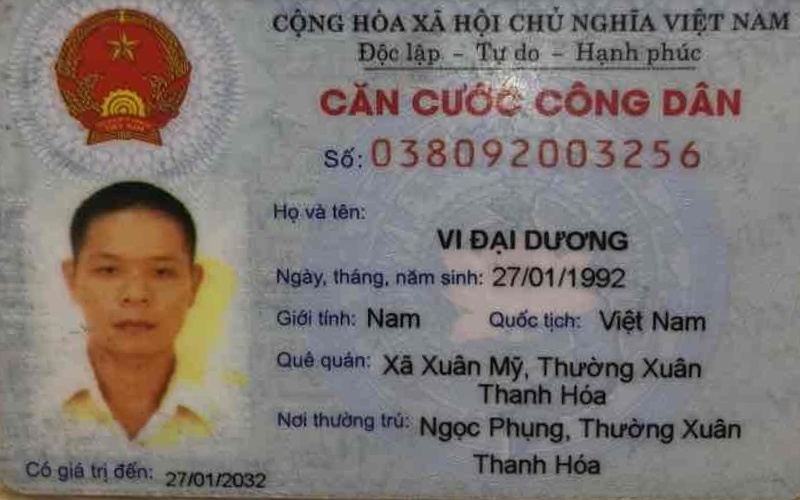 CỘNG HÒA XÃ HỘI CHỦ NGHĨA VIỆT NAM
Độc lập - Tự do - Hạnh phúc
CĂN CƯỚC CÔNG DÂN
Số: 038092003256
Họ và tên:
VI ĐẠI DƯƠNG
Ngày, tháng, năm sinh: 27/01/1992
Giới tính: Nam Quốc tịch: Việt Nam
Quê quán: Xã Xuân Mỹ, Thường Xuân
Thanh Hóa
Nơi thường trú: Ngọc Phụng, Thường Xuân
Thanh Hóa
Có giá trị đến: 27/01/2032